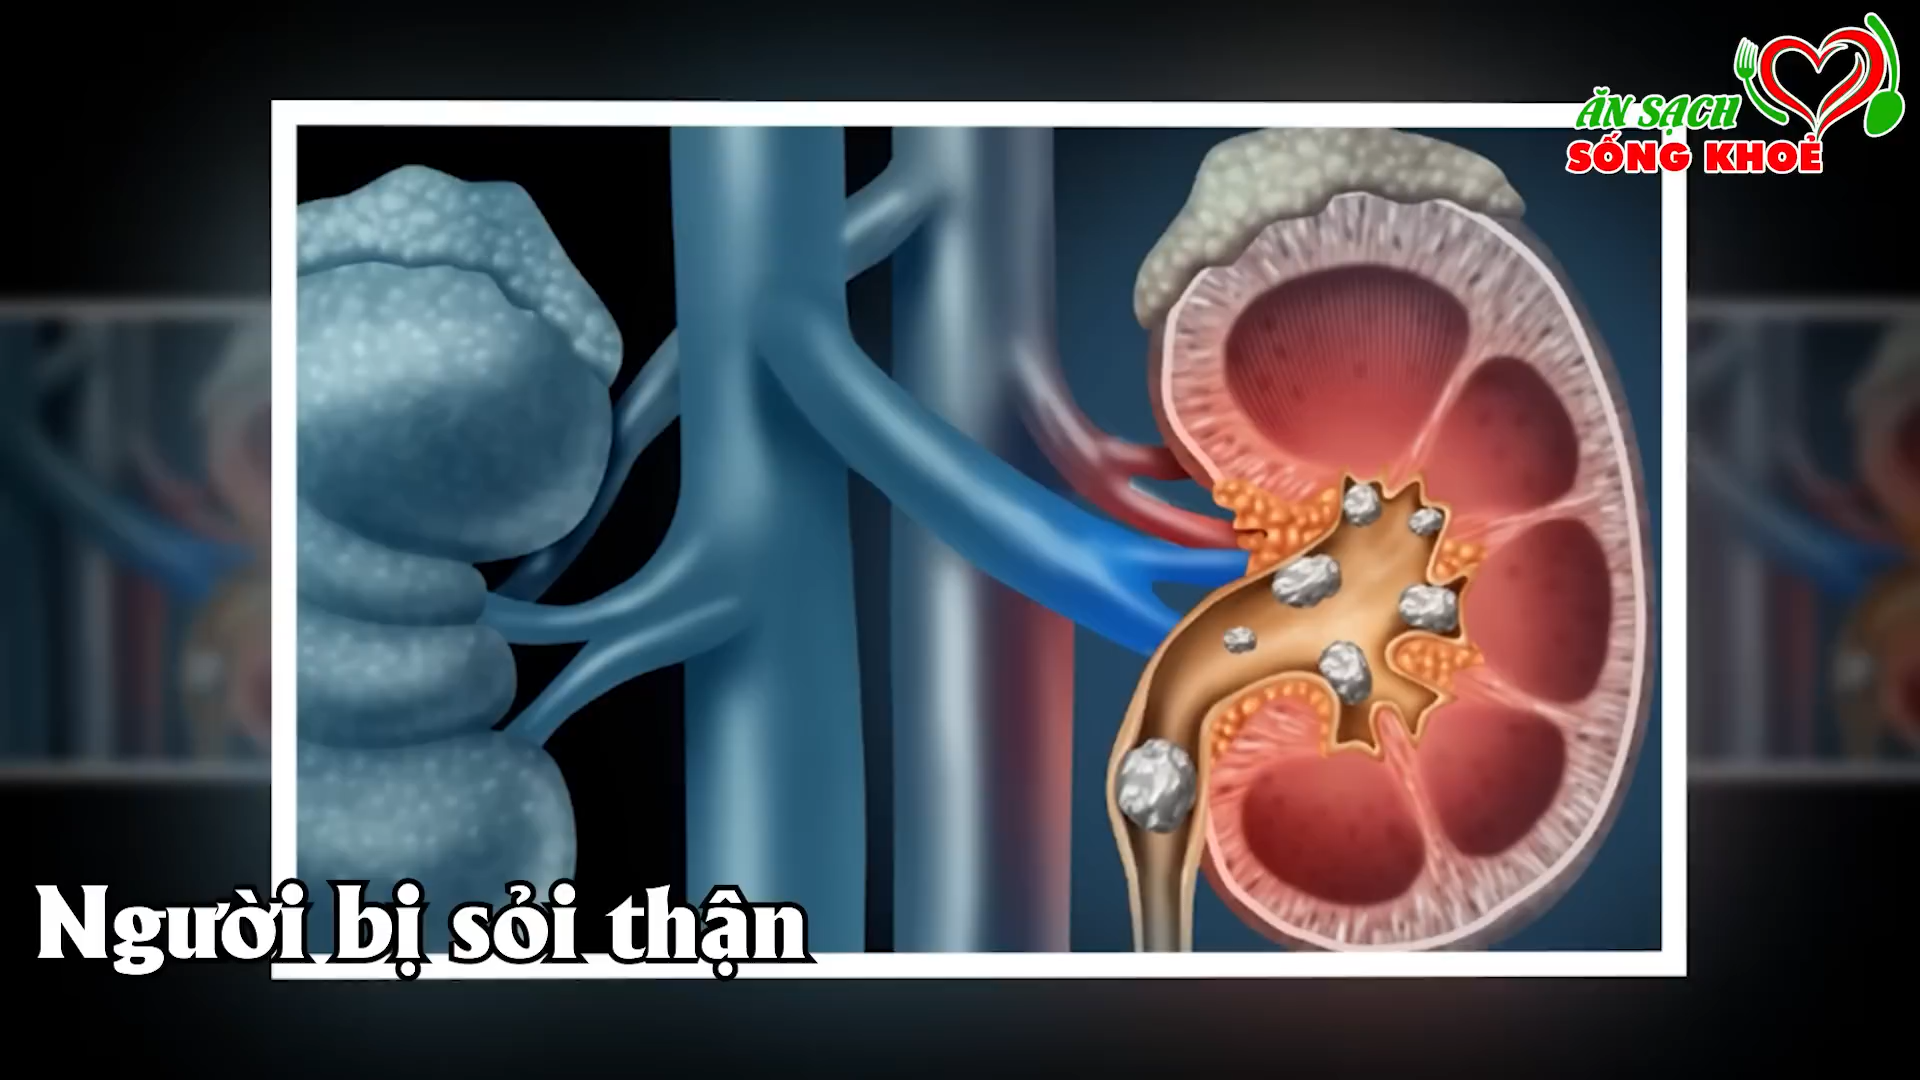 ĂN SẠCH
SỐNG KHOẺ
Người bị sỏi thận